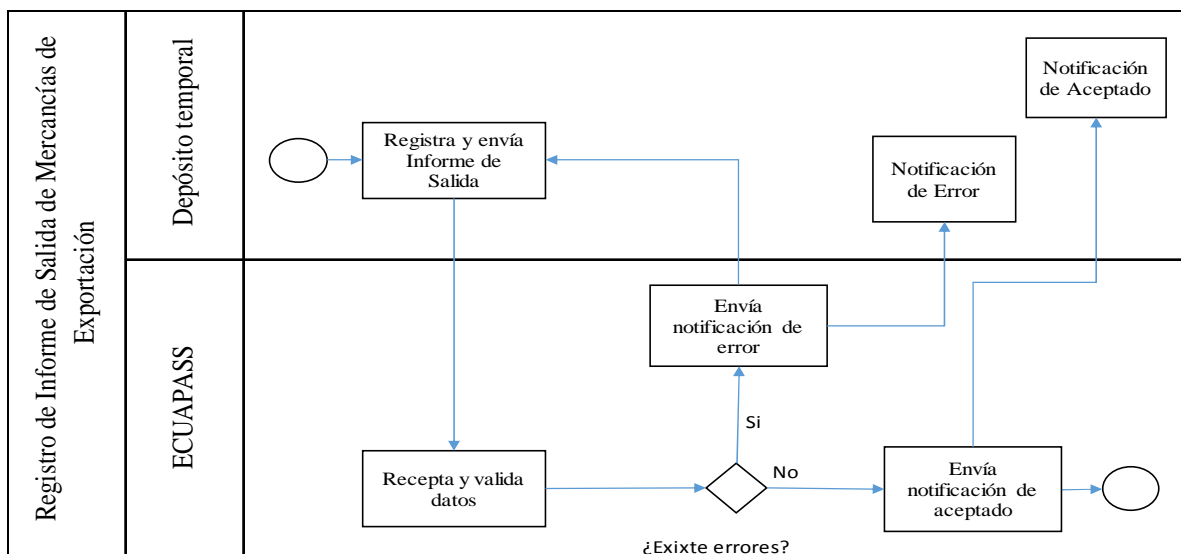 Registro de Informe de Salida de Mercancías de
Exportación
Depósito temporal
Registra y envía
Informe de
Salida
Notificación
de Error
Notificación
de Aceptado
ECUAPASS
Envía
notificación de
error
Si
Recepta y valida
datos
No
Envía
notificación de
aceptado
¿Exixte errores?